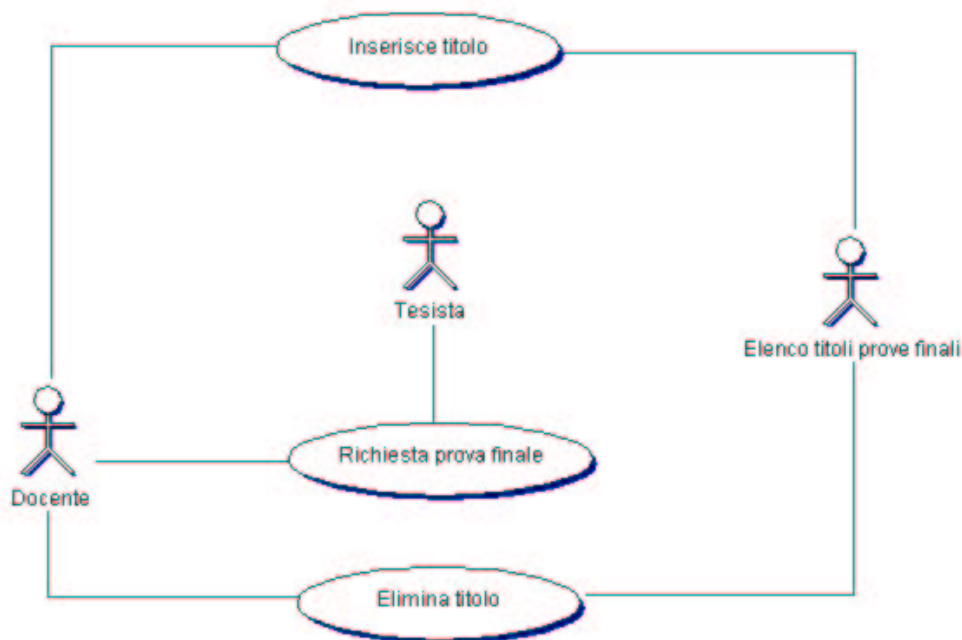 Inserisce titolo
Tesista
Elenco titoli prove finali
Richiesta prova finale
Docente
Elimina titolo